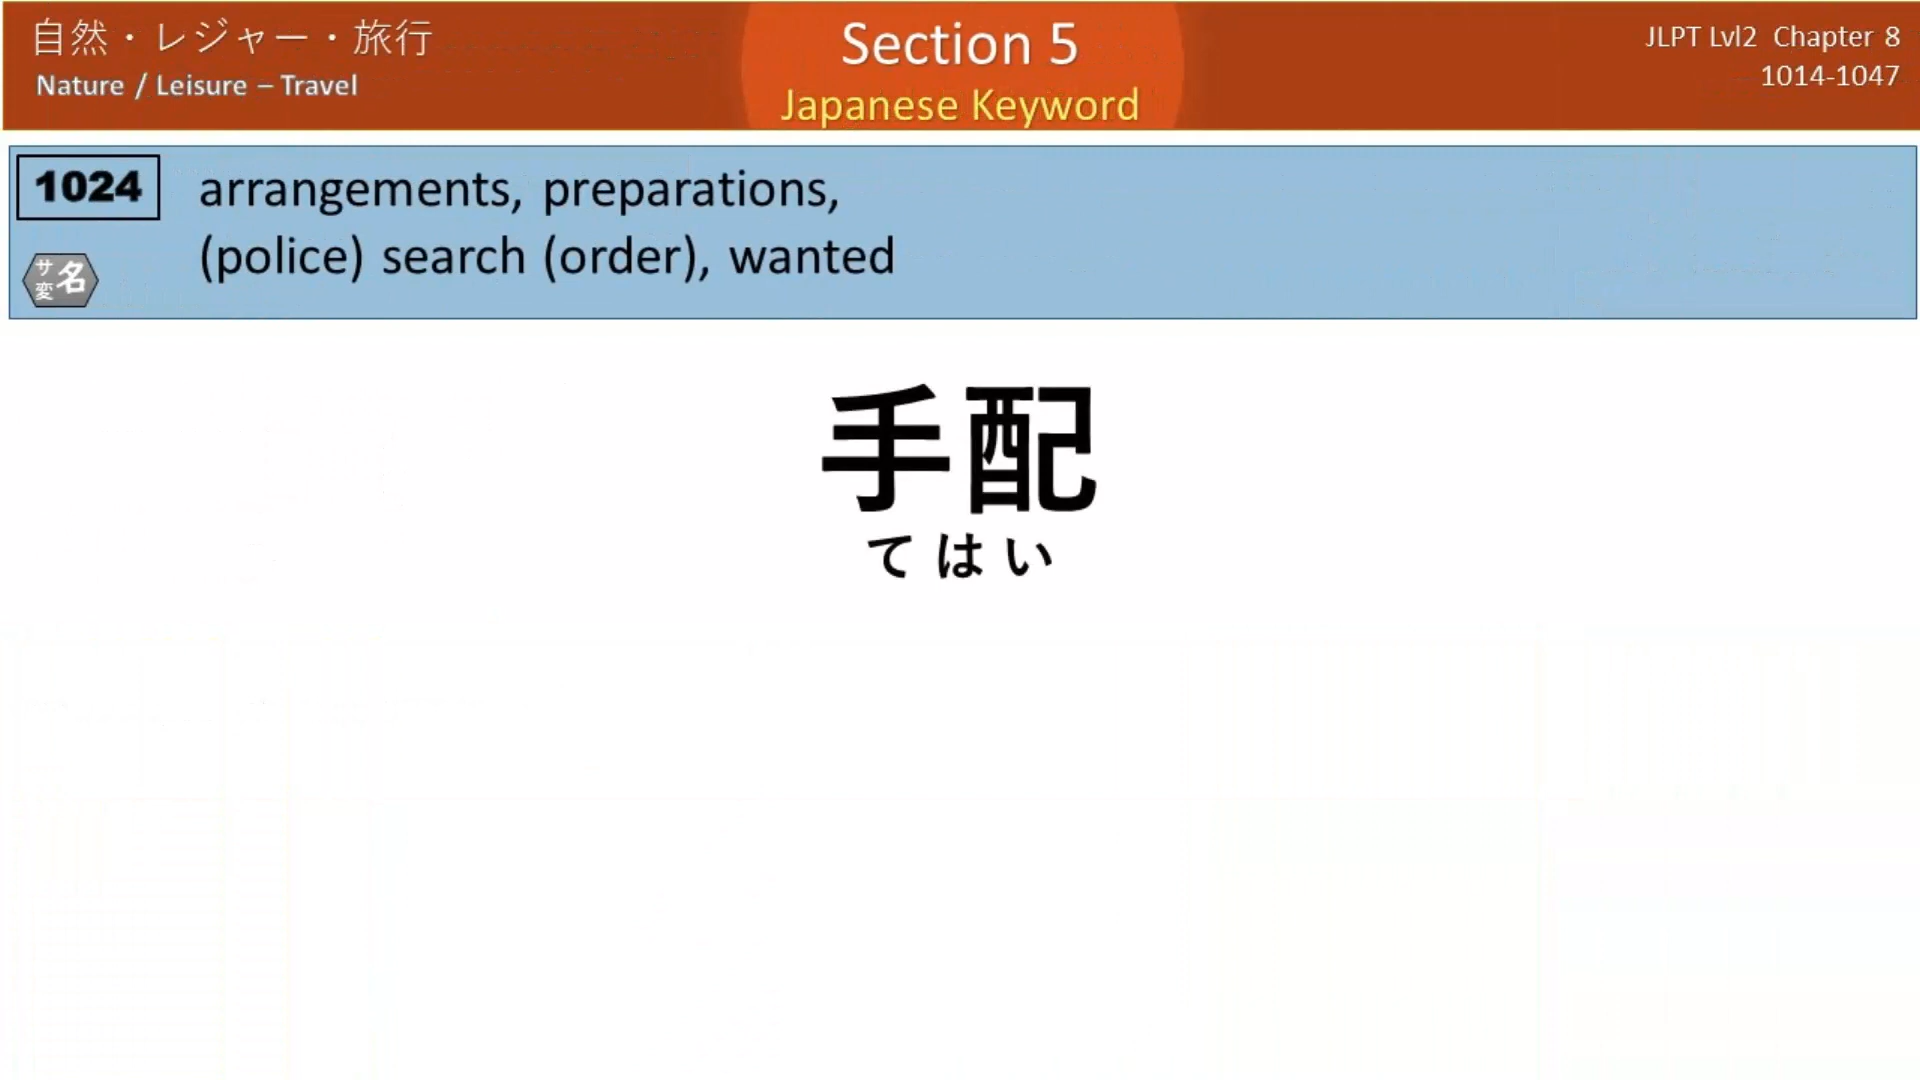 自然・レジャー・旅行
Nature / Leisure – Travel
Section 5
Japanese Keyword
JLPT Lvl2 Chapter 8
1014-1047
1024
arrangements, preparations,
(police) search (order), wanted
サ変名
手配
てはい